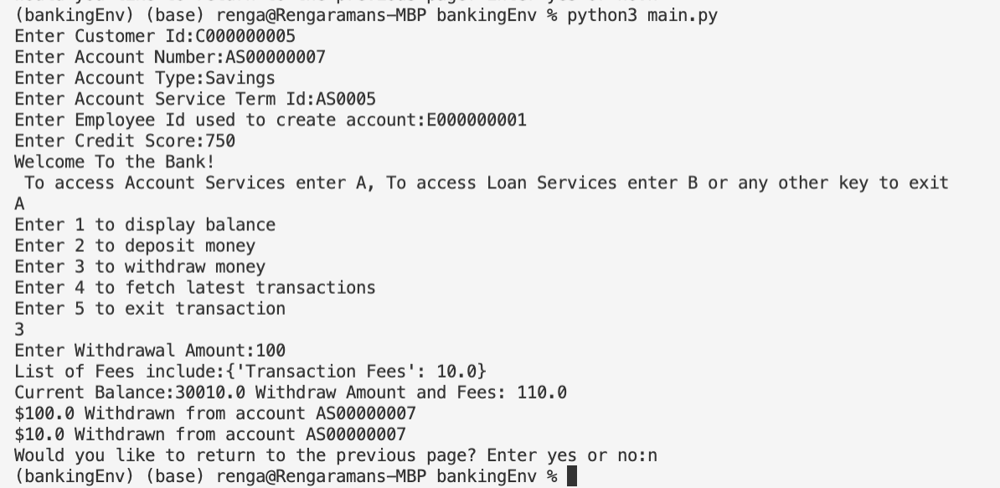 (bankingEnv) (base) renga@Rengaramans-MBP bankingEnv % python3 main.py
Enter Customer Id:C000000005
Enter Account Number:AS00000007
Enter Account Type:Savings
Enter Account Service Term Id:AS0005
Enter Employee Id used to create account:E000000001
Enter Credit Score:750
Welcome To the Bank!
 To access Account Services enter A, To access Loan Services enter B or any other key to exit
A
Enter 1 to display balance
Enter 2 to deposit money
Enter 3 to withdraw money
Enter 4 to fetch latest transactions
Enter 5 to exit transaction
3
Enter Withdrawal Amount:100
List of Fees include:{'Transaction Fees': 10.0}
Current Balance:30010.0 Withdraw Amount and Fees: 110.0
$100.0 Withdrawn from account AS00000007
$10.0 Withdrawn from account AS00000007
Would you like to return to the previous page? Enter yes or no:n
(bankingEnv) (base) renga@Rengaramans-MBP bankingEnv %